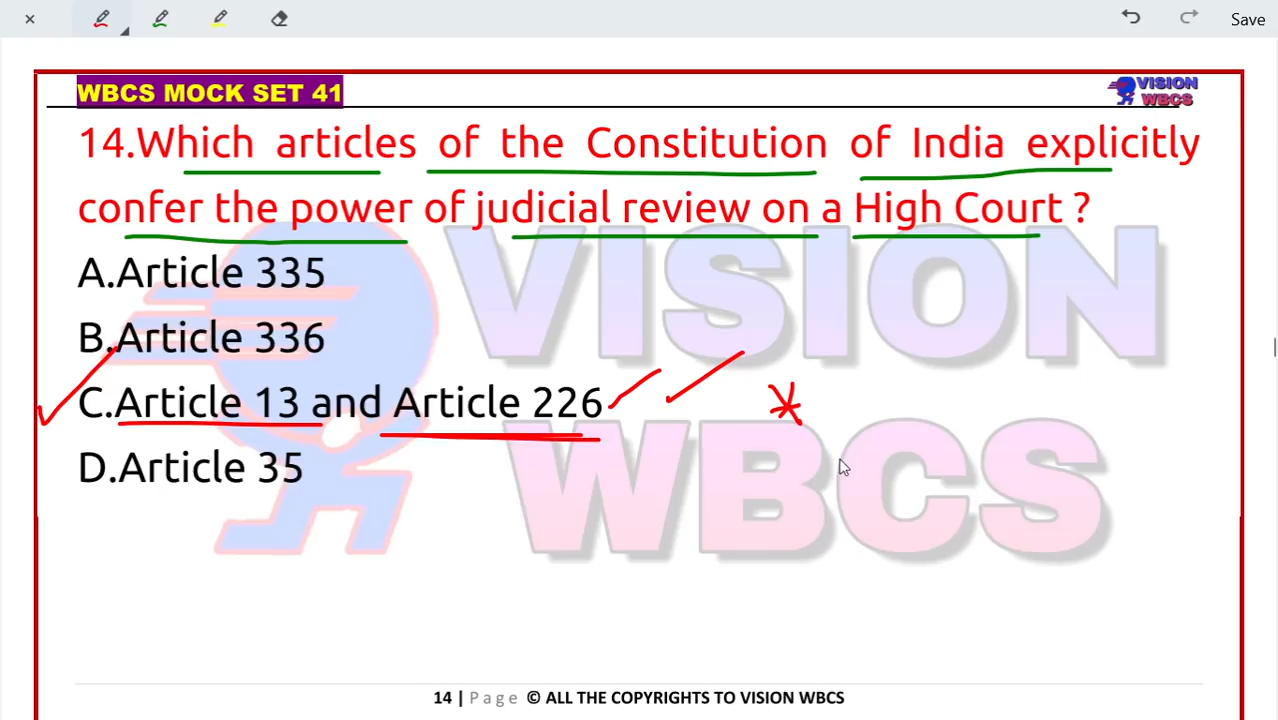 Save
WBCS MOCK SET 41
VISION
WBCS
14.Which articles of the Constitution of India explicitly
confer the power of judicial review on a High Court ?
A.Article 335
B.Article 336
C.Article 13 and Article 226
D.Article 35
VISION
WBCS
14 | Page © ALL THE COPYRIGHTS TO VISION WBCS